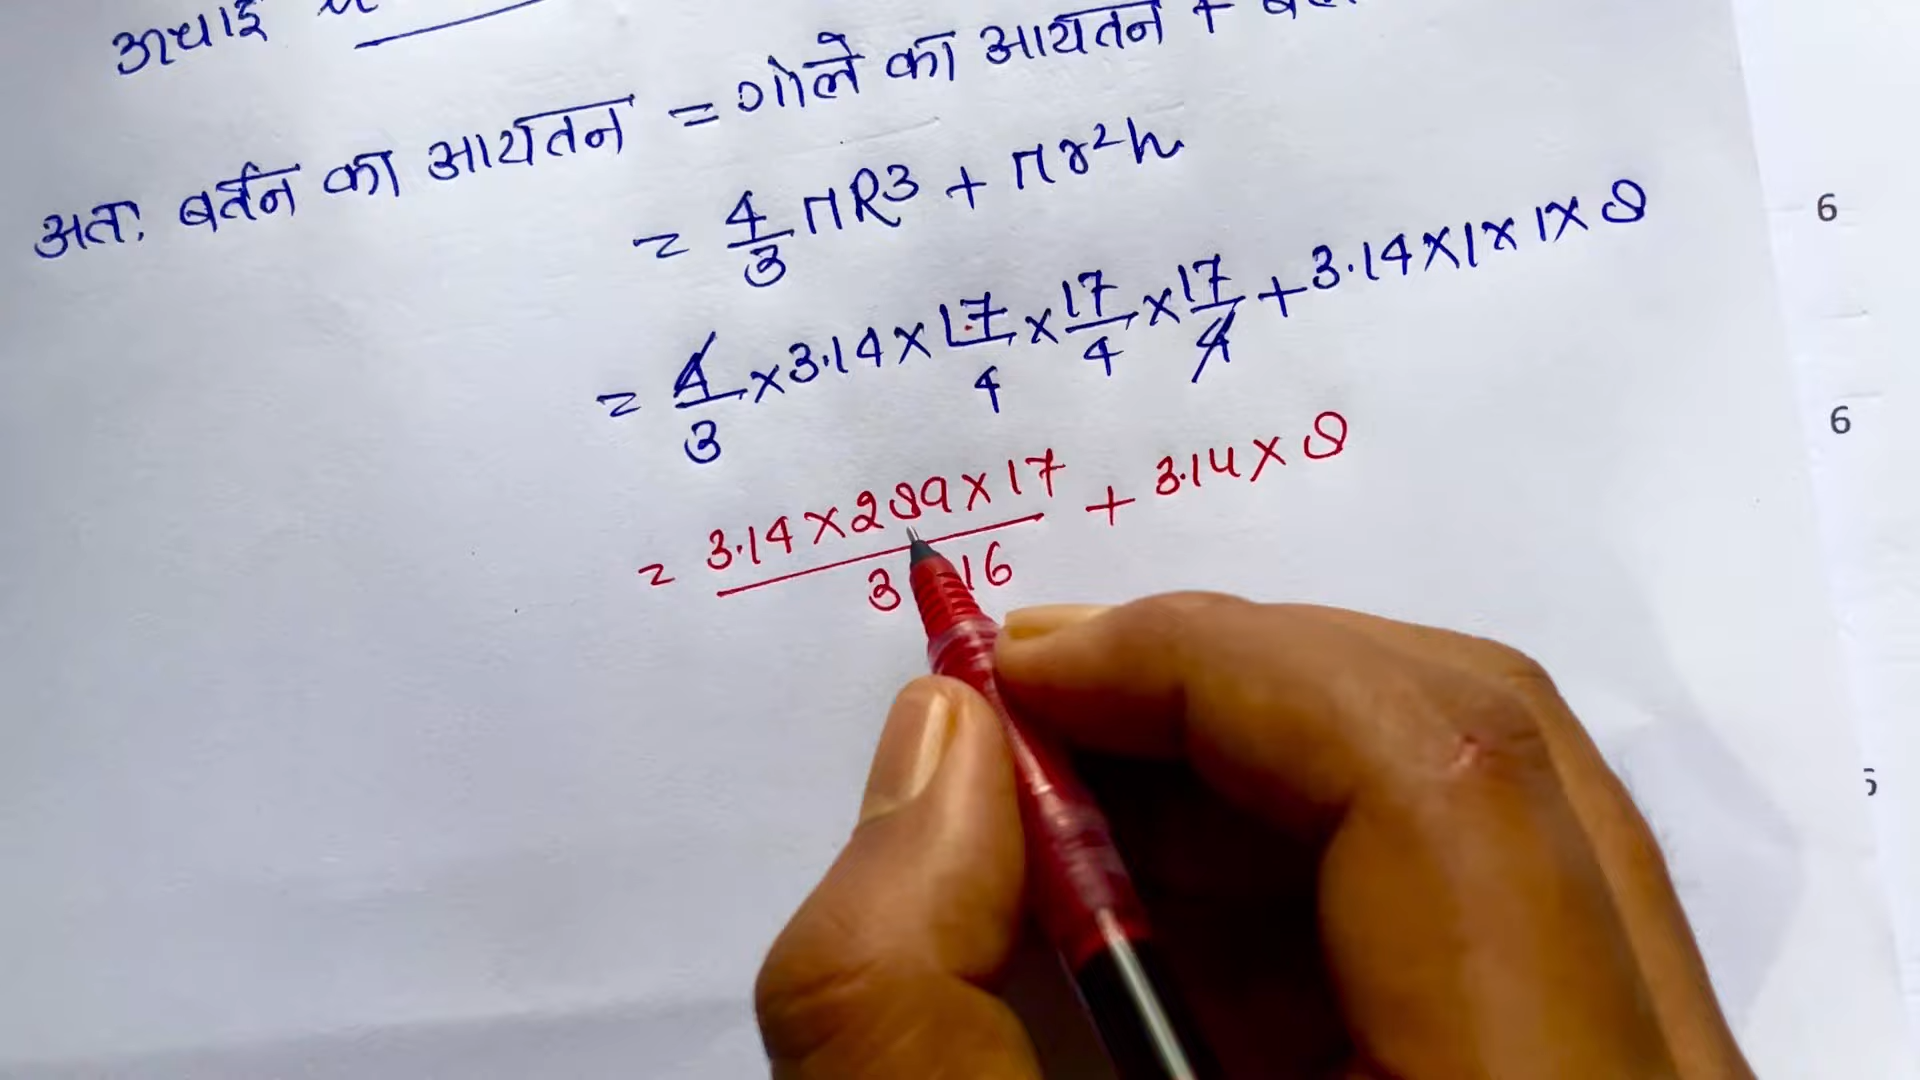 अतः बर्तन का आयतन = गोले का आयतन +
= 4/3 πR³ + πr²h
= 4/3 × 3.14 × 17/4 × 17/4 × 17/4 + 3.14 × 1 × 1 × 8
= 3.14 × 289 × 17 / 3 16 + 3.14 × 8
6
6